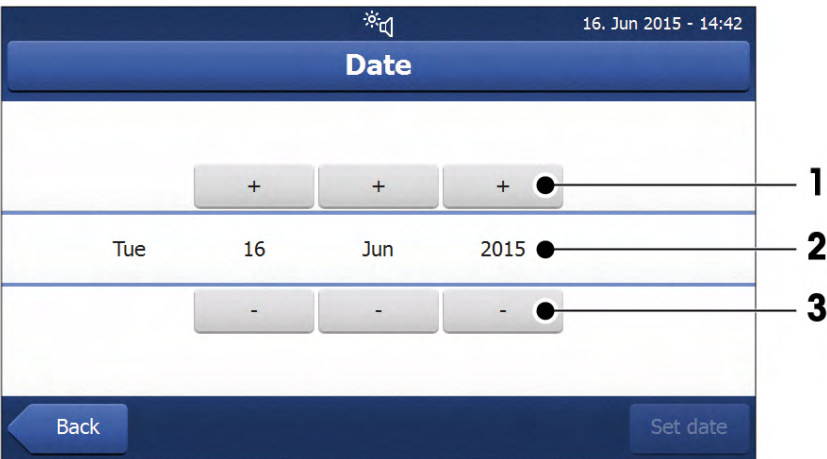 16. Jun 2015 - 14:42
Date
+ + + 1
Tue 16 Jun 2015 2
- - - 3
Back Set date